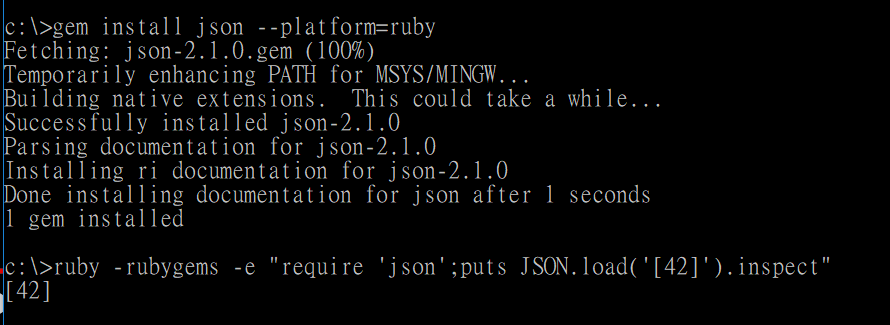 c:\>gem install json --platform=ruby
Fetching: json-2.1.0.gem (100%)
Temporarily enhancing PATH for MSYS/MINGW...
Building native extensions.  This could take a while...
Successfully installed json-2.1.0
Parsing documentation for json-2.1.0
Installing ri documentation for json-2.1.0
Done installing documentation for json after 1 seconds
1 gem installed
c:\>ruby -rubygems -e "require 'json';puts JSON.load('[42]').inspect"
[42]